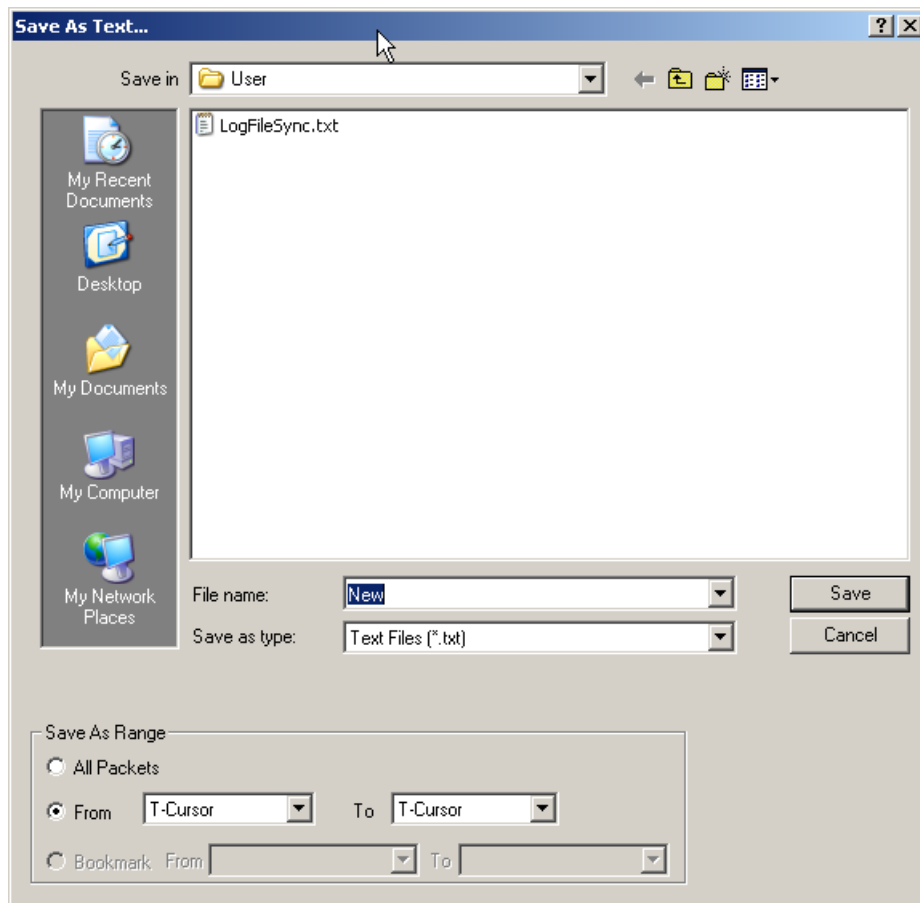 Save As Text...
Save in User
LogFileSync.txt
My Recent
Documents
Desktop
My Documents
My Computer
My Network
Places
File name: New Save
Save as type: Text Files (*.txt) Cancel
Save As Range
All Packets
From T-Cursor To T-Cursor
Bookmark From To